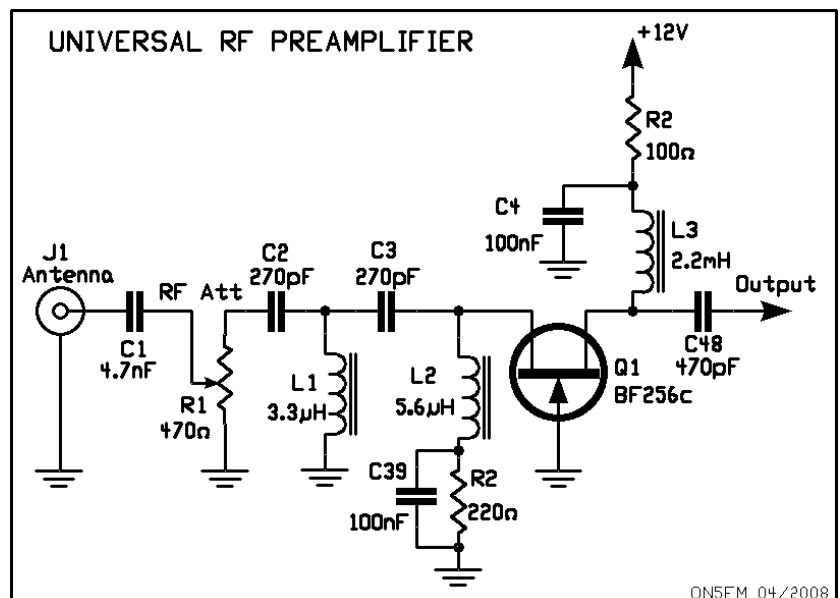 UNIVERSAL RF PREAMPLIFIER
+12V
R2
100Ω
C4
100nF
L3
2.2mH
J1
Antenna
RF Att
C1
4.7nF
R1
470Ω
C2
270pF
C3
270pF
L1
3.3µH
L2
5.6µH
C39
100nF
R2
220Ω
Q1
BF256c
C48
470pF
Output
ON5FM 04/2008